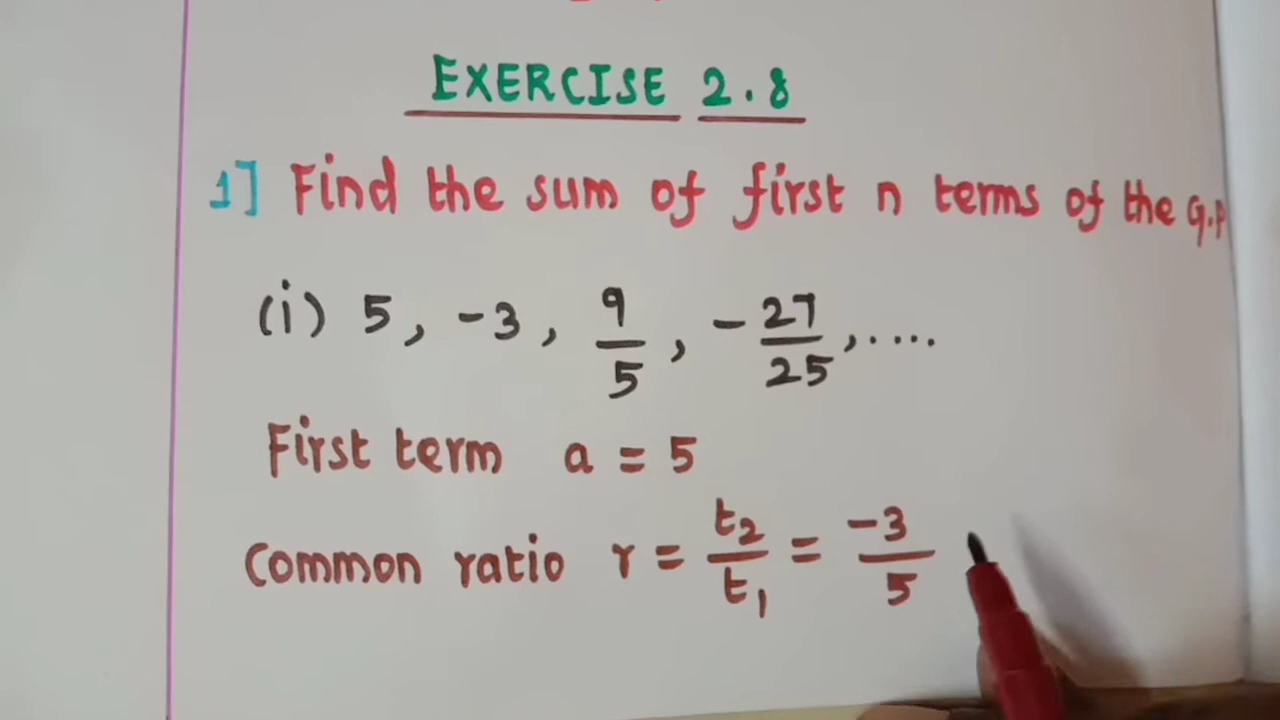 EXERCISE 2.8
1] Find the sum of first n terms of the G.P
(i) 5, -3, 9/5, -27/25, ....
First term a = 5
Common ratio r = t₂/t₁ = -3/5